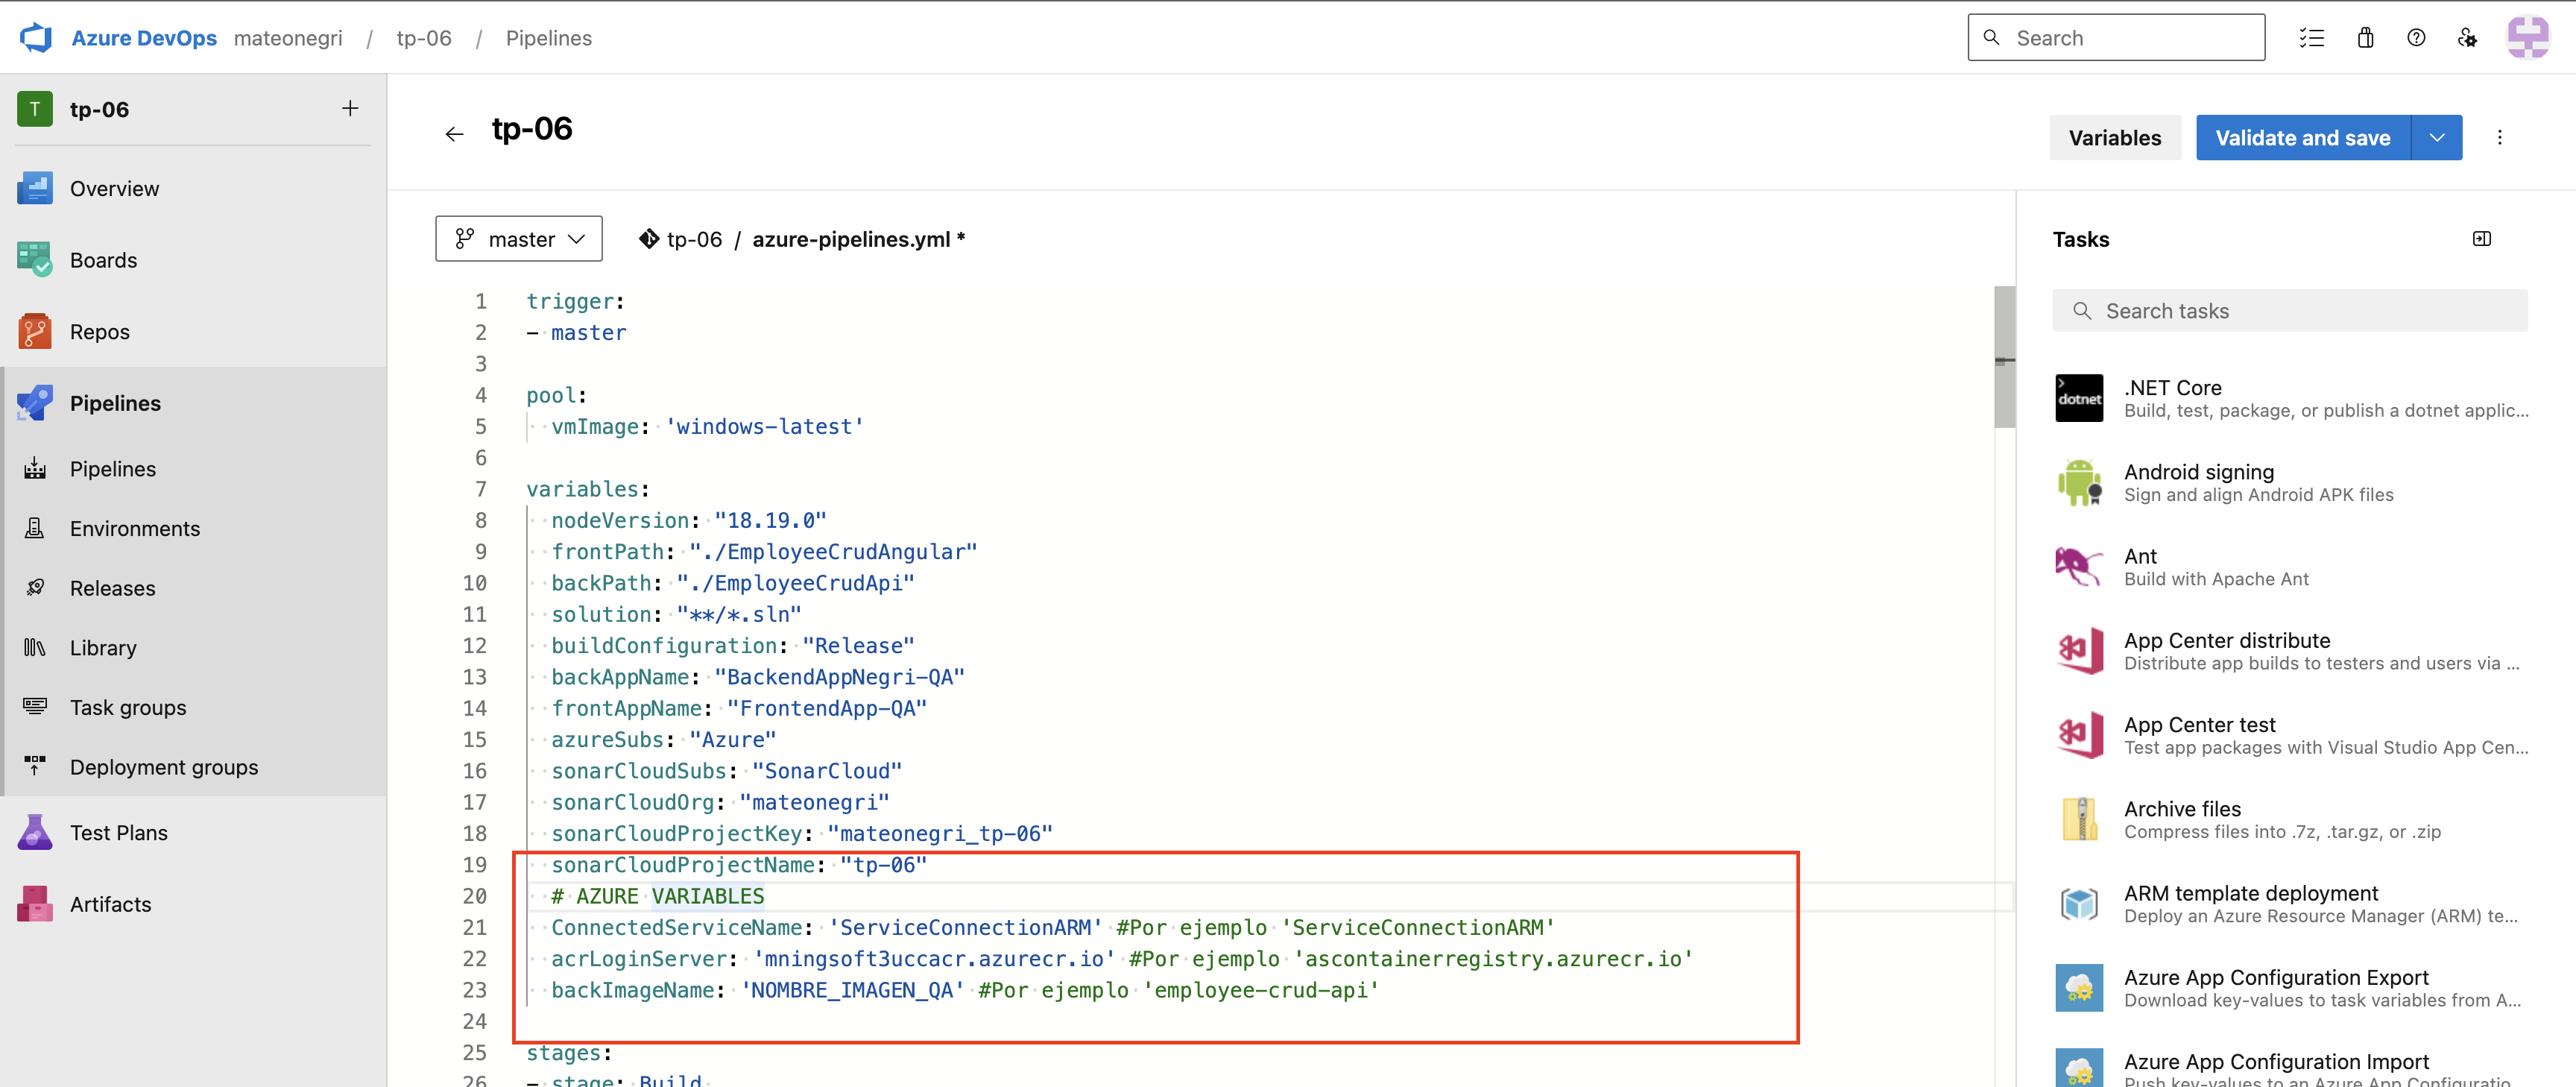 Azure DevOps mateonegri / tp-06 / Pipelines
Search
T tp-06
Overview
Boards
Repos
Pipelines
Pipelines
Environments
Releases
Library
Task groups
Deployment groups
Test Plans
Artifacts
tp-06
Variables
Validate and save
master
tp-06 / azure-pipelines.yml *
1 trigger:
2 - master
3
4 pool:
5 vmImage: 'windows-latest'
6
7 variables:
8 nodeVersion: "18.19.0"
9 frontPath: "./EmployeeCrudAngular"
10 backPath: "./EmployeeCrudApi"
11 solution: "**/*.sln"
12 buildConfiguration: "Release"
13 backAppName: "BackendAppNegri-QA"
14 frontAppName: "FrontendApp-QA"
15 azureSubs: "Azure"
16 sonarCloudSubs: "SonarCloud"
17 sonarCloudOrg: "mateonegri"
18 sonarCloudProjectKey: "mateonegri_tp-06"
19 sonarCloudProjectName: "tp-06"
20 # AZURE VARIABLES
21 ConnectedServiceName: 'ServiceConnectionARM' #Por ejemplo 'ServiceConnectionARM'
22 acrLoginServer: 'mningsoft3uccacr.azurecr.io' #Por ejemplo 'ascontainerregistry.azurecr.io'
23 backImageName: 'NOMBRE_IMAGEN_QA' #Por ejemplo 'employee-crud-api'
24
25 stages:
26 - stage: Build
Tasks
Search tasks
dotnet
.NET Core
Build, test, package, or publish a dotnet applic...
Android signing
Sign and align Android APK files
Ant
Build with Apache Ant
App Center distribute
Distribute app builds to testers and users via ...
App Center test
Test app packages with Visual Studio App Cen...
Archive files
Compress files into .7z, .tar.gz, or .zip
ARM template deployment
Deploy an Azure Resource Manager (ARM) te...
Azure App Configuration Export
Download key-values to task variables from A...
Azure App Configuration Import
Push key-values to an Azure App Configuratio